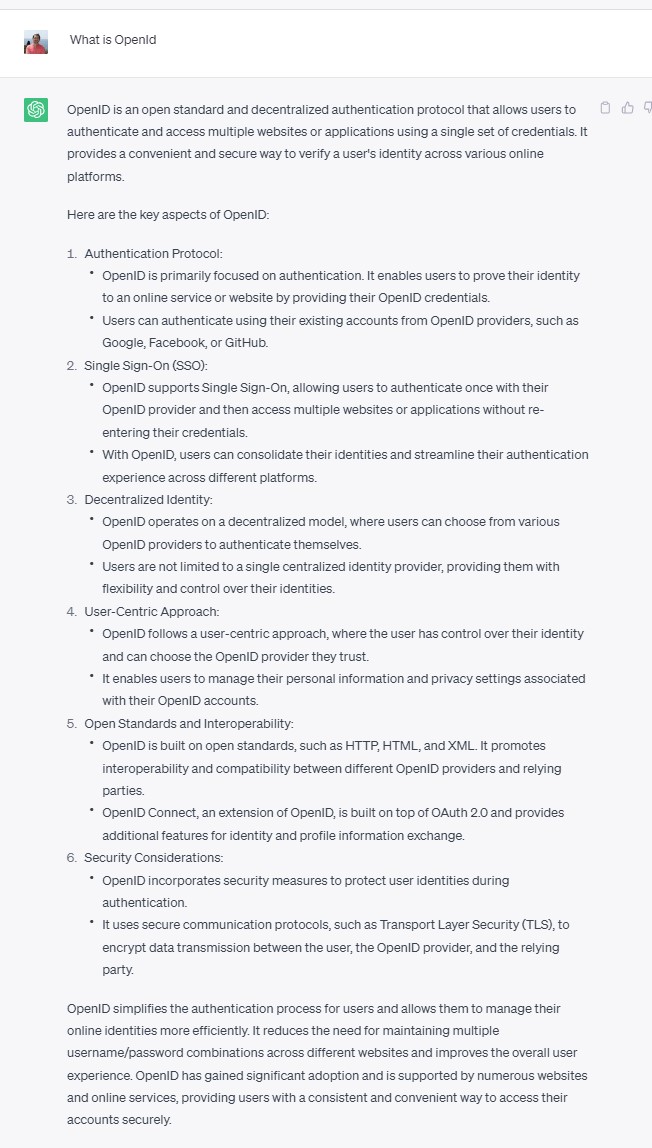 What is OpenId
OpenID is an open standard and decentralized authentication protocol that allows users to
authenticate and access multiple websites or applications using a single set of credentials. It
provides a convenient and secure way to verify a user's identity across various online
platforms.
Here are the key aspects of OpenID:
1. Authentication Protocol:
• OpenID is primarily focused on authentication. It enables users to prove their identity
to an online service or website by providing their OpenID credentials.
• Users can authenticate using their existing accounts from OpenID providers, such as
Google, Facebook, or GitHub.
2. Single Sign-On (SSO):
• OpenID supports Single Sign-On, allowing users to authenticate once with their
OpenID provider and then access multiple websites or applications without re-
entering their credentials.
• With OpenID, users can consolidate their identities and streamline their authentication
experience across different platforms.
3. Decentralized Identity:
• OpenID operates on a decentralized model, where users can choose from various
OpenID providers to authenticate themselves.
• Users are not limited to a single centralized identity provider, providing them with
flexibility and control over their identities.
4. User-Centric Approach:
• OpenID follows a user-centric approach, where the user has control over their identity
and can choose the OpenID provider they trust.
• It enables users to manage their personal information and privacy settings associated
with their OpenID accounts.
5. Open Standards and Interoperability:
• OpenID is built on open standards, such as HTTP, HTML, and XML. It promotes
interoperability and compatibility between different OpenID providers and relying
parties.
• OpenID Connect, an extension of OpenID, is built on top of OAuth 2.0 and provides
additional features for identity and profile information exchange.
6. Security Considerations:
• OpenID incorporates security measures to protect user identities during
authentication.
• It uses secure communication protocols, such as Transport Layer Security (TLS), to
encrypt data transmission between the user, the OpenID provider, and the relying
party.
OpenID simplifies the authentication process for users and allows them to manage their
online identities more efficiently. It reduces the need for maintaining multiple
username/password combinations across different websites and improves the overall user
experience. OpenID has gained significant adoption and is supported by numerous websites
and online services, providing users with a consistent and convenient way to access their
accounts securely.